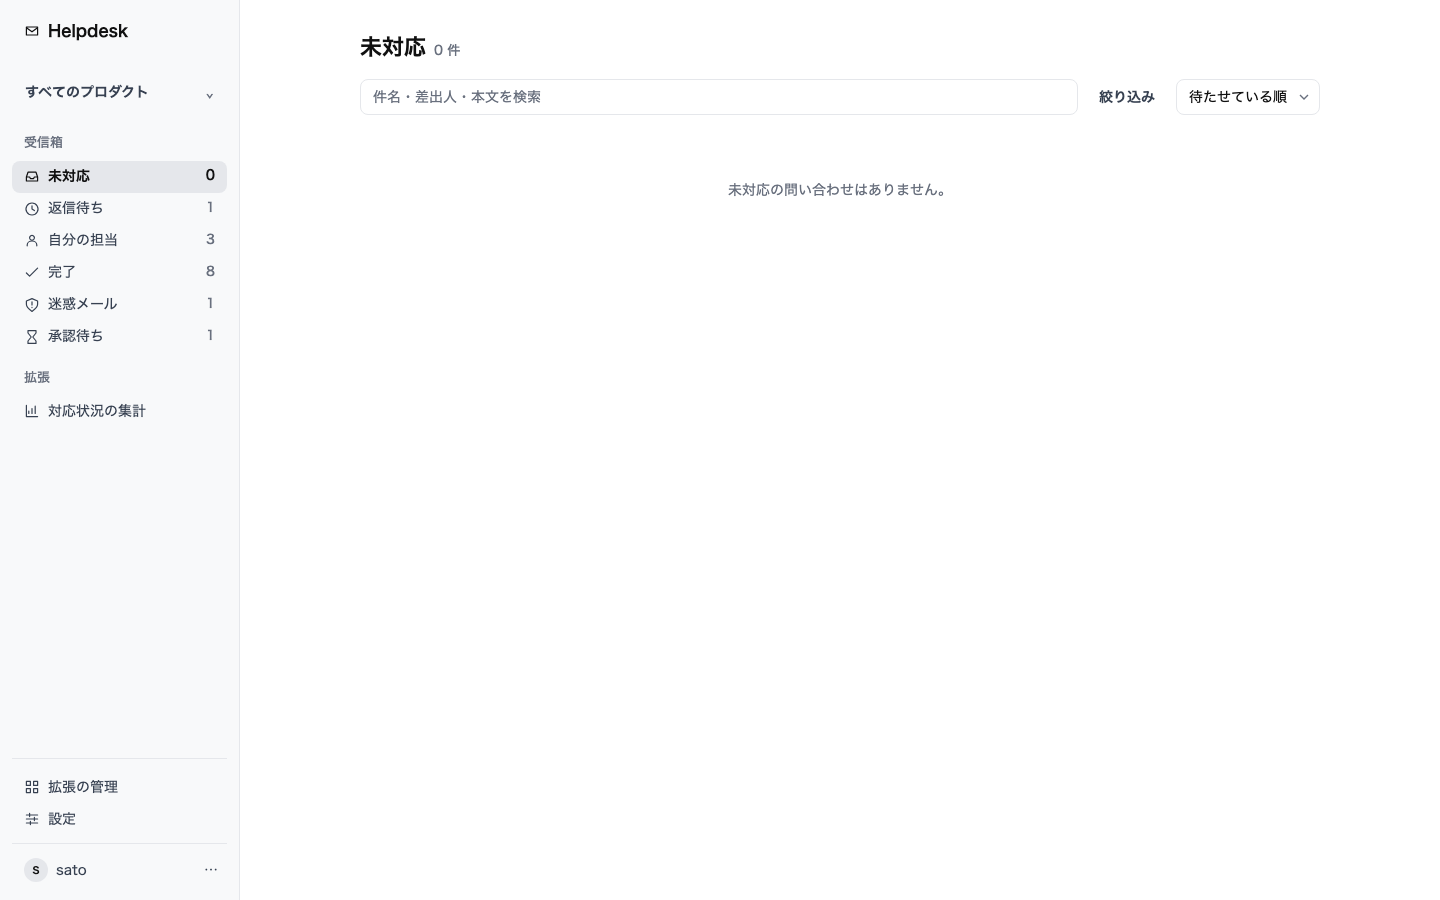 Helpdesk
すべてのプロダクト
受信箱
未対応 0
返信待ち 1
自分の担当 3
完了 8
迷惑メール 1
承認待ち 1
拡張
対応状況の集計
拡張の管理
設定
S sato ...
未対応 0 件
件名・差出人・本文を検索 絞り込み 待たせている順
未対応の問い合わせはありません。